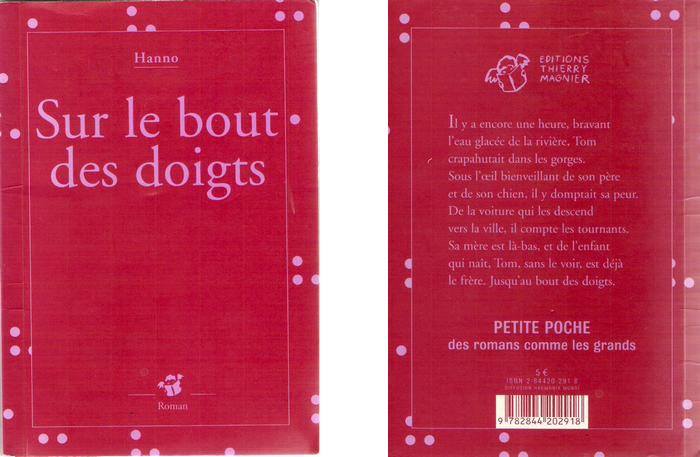 Hanno
Sur le bout
des doigts
Roman
EDITIONS
THIERRY
MAGNIER
Il y a encore une heure, bravant
l'eau glacée de la rivière. Tom
crapahutait dans les gorges.
Sous l'œil bienveillant de son père
et de son chien, il y domptait sa peur.
De la voiture qui les descend
vers la ville, il compte les tournants.
Sa mère est là-bas, et de l'enfant
qui naît, Tom, sans le voir, est déjà
le frère. Jusqu'au bout des doigts.
PETITE POCHE
des romans comme les grands
5 €
ISBN 2-84420-291 8
DIFFUSION HARMONIA MUNDI
9 782844 202918